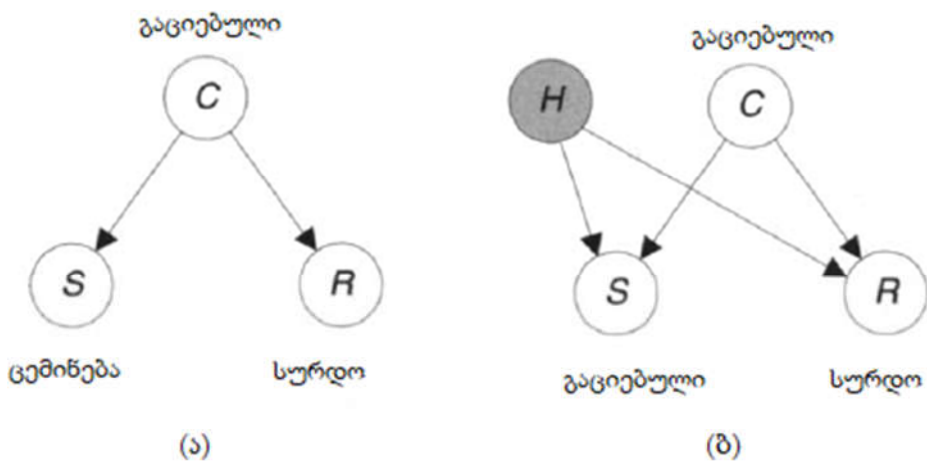 გაციებული
C
S
R
ცემინება
სურდო
(ა)
გაციებული
H
C
S
R
გაციებული
სურდო
(ბ)